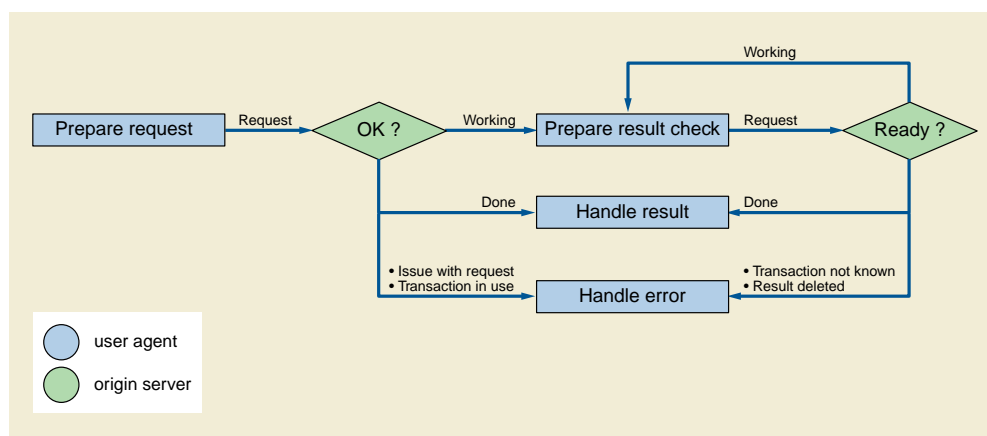 Working
Prepare request
Request
OK ?
Working
Prepare result check
Request
Ready ?
Done
Handle result
Done
• Issue with request
• Transaction in use
Handle error
• Transaction not known
• Result deleted
user agent
origin server